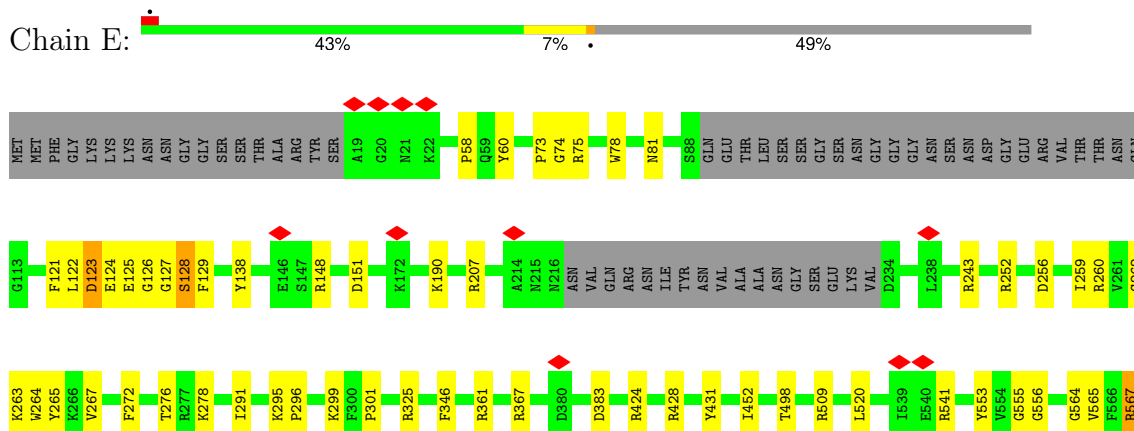 Chain E:
43% 7% 49%
MET MET PHE GLY LYS LYS LYS ASN ASN GLY GLY SER SER THR ALA ARG TYR SER A19 G20 N21 K22 P58 Q59 Y60 P73 G74 R75 W78 N81 S88 GLN GLU THR LEU SER SER GLY SER ASN GLY GLY GLY ASN SER ASN ASP GLY GLU ARG VAL THR THR ASN
G113 F121 L122 D123 E124 E125 G126 G127 S128 F129 Y138 E146 S147 R148 D151 K172 K190 R207 A214 N215 N216 ASN VAL GLN ARG ASN ILE TYR ASN VAL ALA ALA ASN GLY SER GLU LYS VAL D234 L238 R243 R252 D256 I259 R260 V261
K263 W264 Y265 K266 V267 F272 T276 R277 K278 I291 K295 P296 K299 F300 P301 R325 F346 R361 R367 D380 D383 R424 R428 Y431 I452 T498 R509 L520 I539 E540 R541 Y553 V554 G555 G556 G564 V565 F566 R567